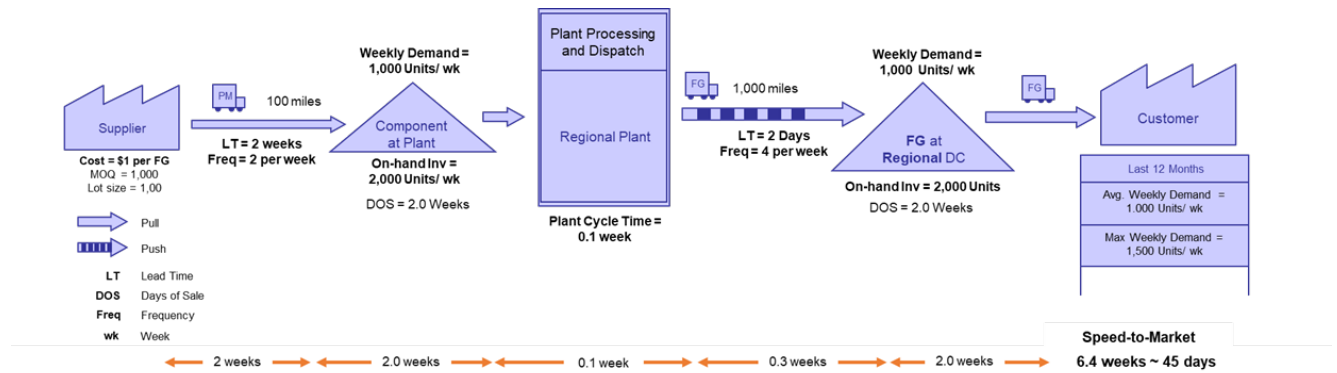 Supplier
Cost = $1 per FG
MOQ = 1,000
Lot size = 1,00
PM
100 miles
LT = 2 weeks
Freq = 2 per week
Weekly Demand =
1,000 Units/ wk
Component
at Plant
On-hand Inv =
2,000 Units/ wk
DOS = 2.0 Weeks
Plant Processing
and Dispatch
Regional Plant
Plant Cycle Time =
0.1 week
FG
1,000 miles
LT = 2 Days
Freq = 4 per week
Weekly Demand =
1,000 Units/ wk
FG at
Regional DC
On-hand Inv = 2,000 Units
DOS = 2.0 Weeks
FG
Customer
Last 12 Months
Avg. Weekly Demand =
1.000 Units/ wk
Max Weekly Demand =
1,500 Units/ wk
Pull
Push
LT Lead Time
DOS Days of Sale
Freq Frequency
wk Week
2 weeks
2.0 weeks
0.1 week
0.3 weeks
2.0 weeks
Speed-to-Market
6.4 weeks ~ 45 days